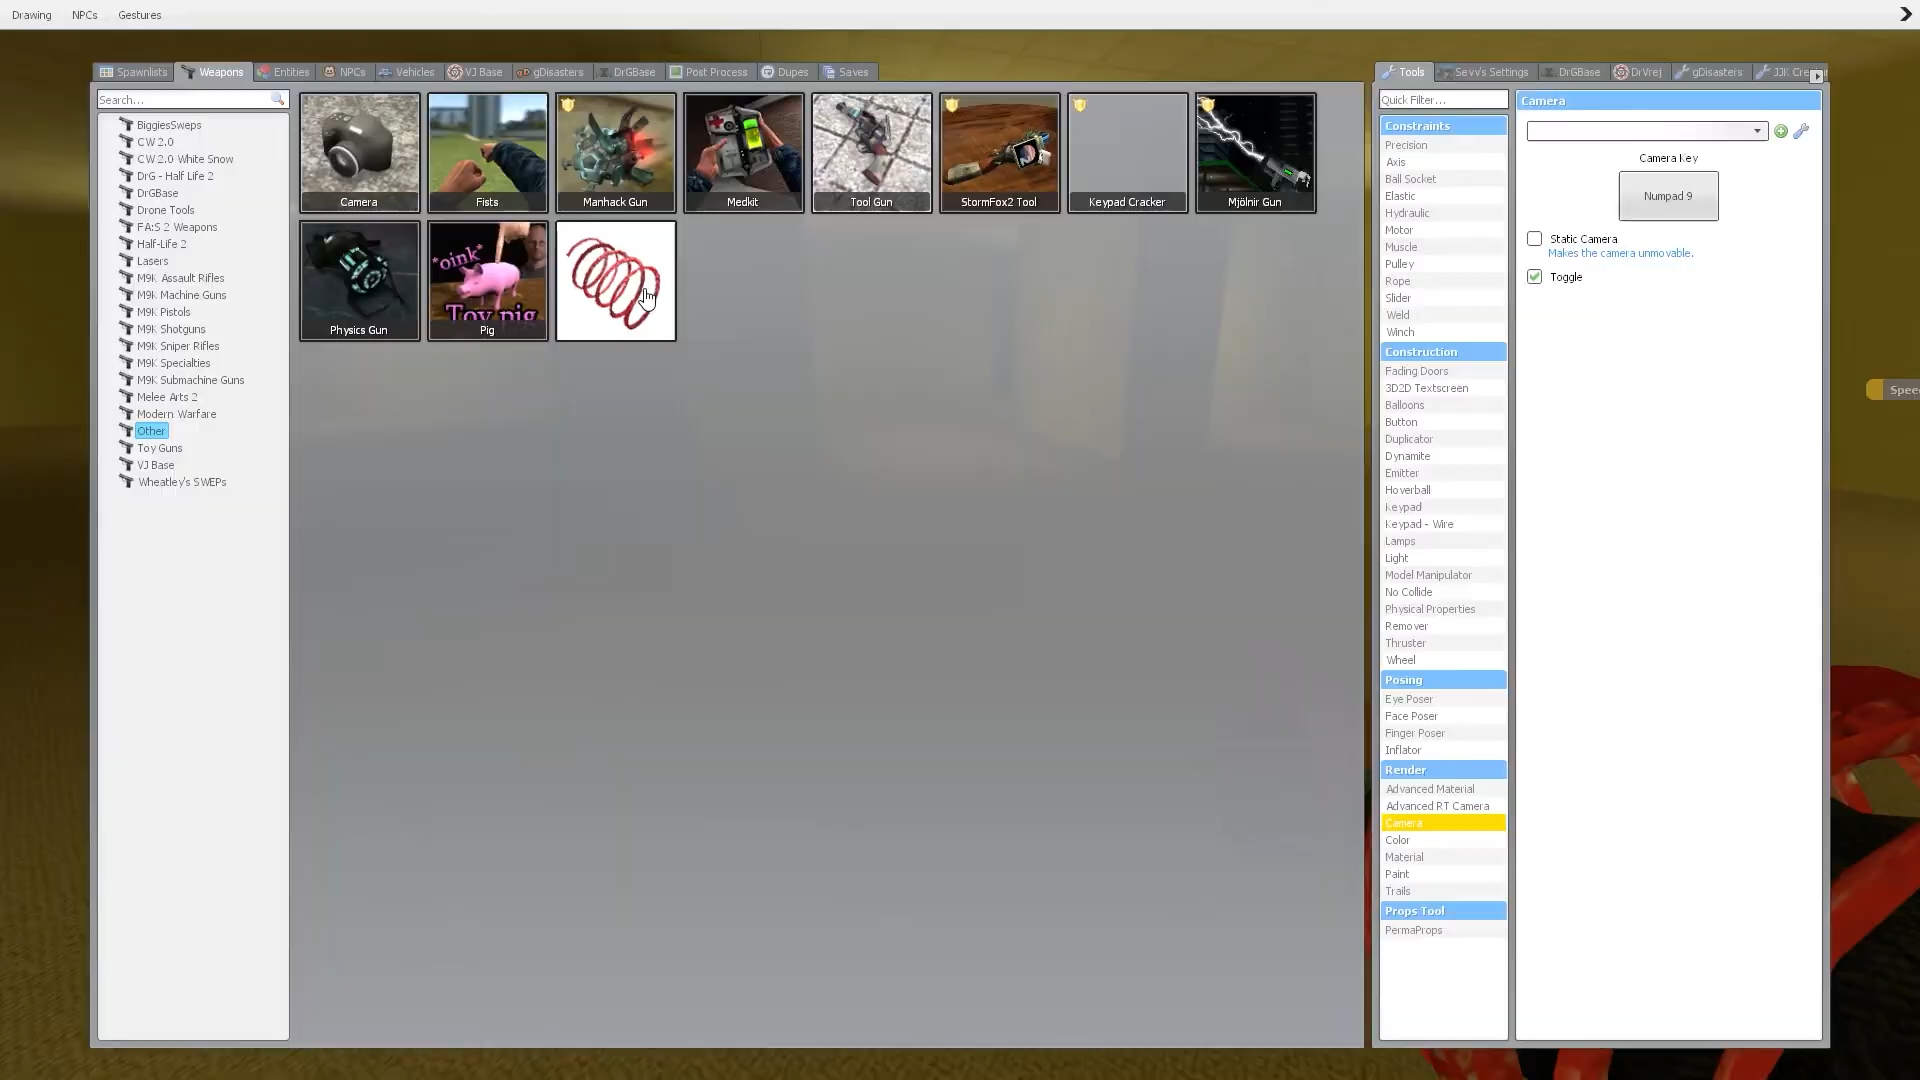 Drawing NPCs Gestures
Spawnlists Weapons Entities NPCs Vehicles VJ Base gDisasters DrGBase Post Process Dupes Saves
Search...
BiggiesSweps
CW 2.0
CW 2.0 White Snow
DrG - Half Life 2
DrGBase
Drone Tools
FA:S 2 Weapons
Half-Life 2
Lasers
M9K Assault Rifles
M9K Machine Guns
M9K Pistols
M9K Shotguns
M9K Sniper Rifles
M9K Specialties
M9K Submachine Guns
Melee Arts 2
Modern Warfare
Other
Toy Guns
VJ Base
Wheatley's SWEPs
Camera Fists Manhack Gun Medkit Tool Gun StormFox2 Tool Keypad Cracker Mjölnir Gun
*oink*
Toy pig
Physics Gun Pig
Tools Sevv's Settings DrGBase DrVrej gDisasters
Quick Filter...
Constraints
Precision
Axis
Ball Socket
Elastic
Hydraulic
Motor
Muscle
Pulley
Rope
Slider
Weld
Winch
Construction
Fading Doors
3D2D Textscreen
Balloons
Button
Duplicator
Dynamite
Emitter
Hoverball
Keypad
Keypad - Wire
Lamps
Light
Model Manipulator
No Collide
Physical Properties
Remover
Thruster
Wheel
Posing
Eye Poser
Face Poser
Finger Poser
Inflator
Render
Advanced Material
Advanced RT Camera
Camera
Color
Material
Paint
Trails
Props Tool
PermaProps
Camera
Camera Key
Numpad 9
Static Camera
Makes the camera unmovable.
Toggle